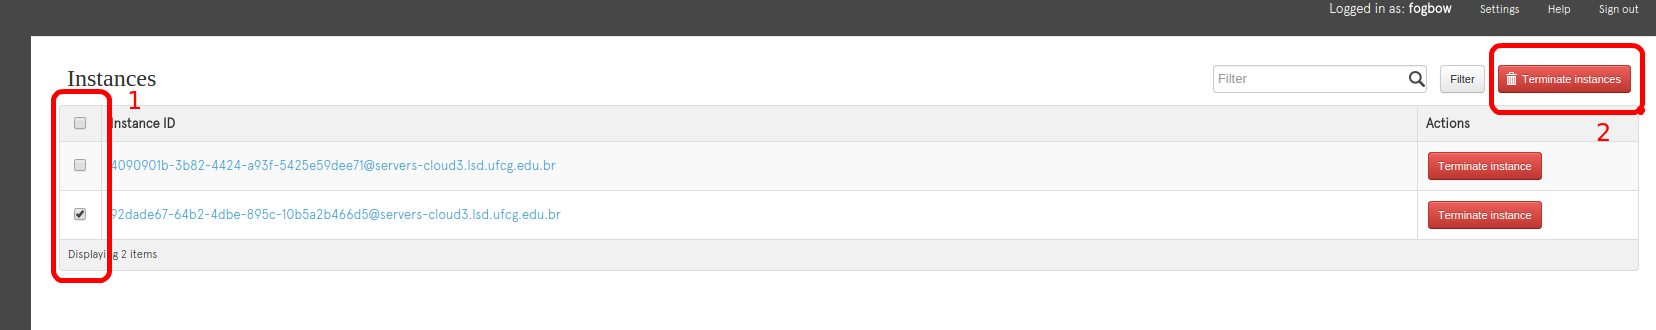 Logged in as: fogbow Settings Help Sign out
Instances Filter Filter Terminate instances
1
Instance ID Actions
2
4090901b-3b82-4424-a93f-5425e59dee71@servers-cloud3.lsd.ufcg.edu.br Terminate instance
92dade67-64b2-4dbe-895c-10b5a2b466d5@servers-cloud3.lsd.ufcg.edu.br Terminate instance
Displaying 2 items